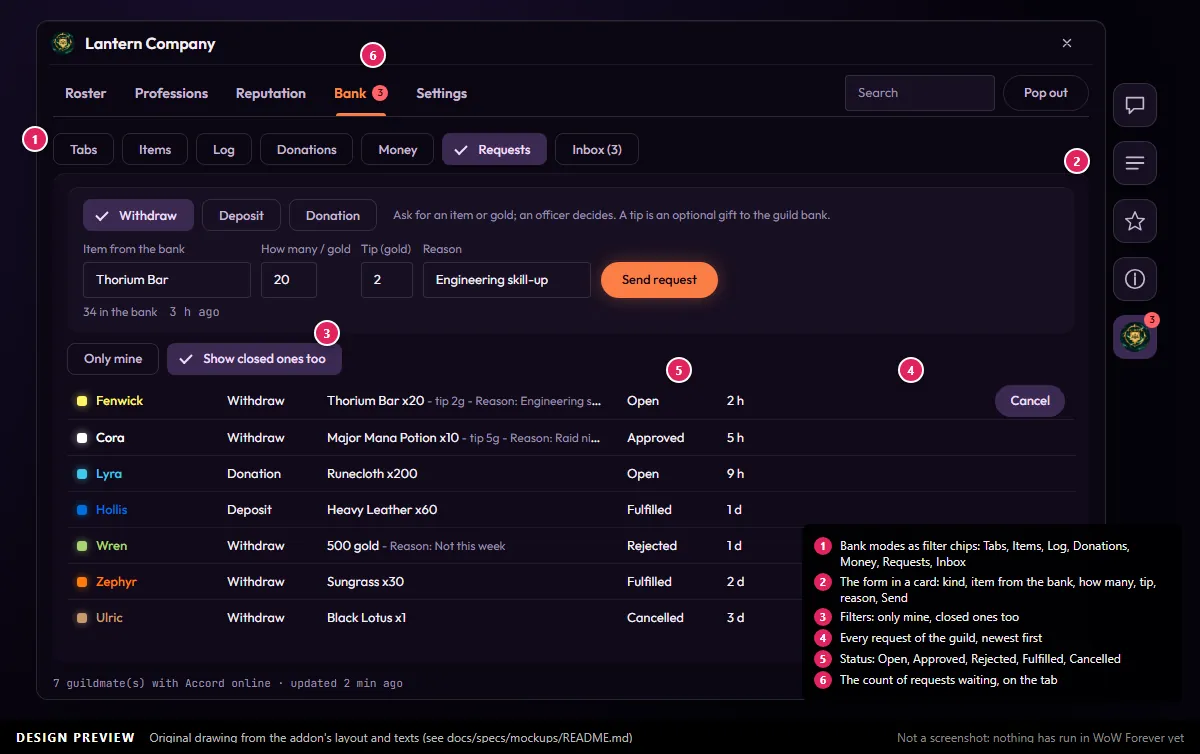 Lantern Company
6
Roster Professions Reputation Bank 3 Settings Search Pop out
1 Tabs Items Log Donations Money Requests Inbox (3) 2
Withdraw Deposit Donation Ask for an item or gold; an officer decides. A tip is an optional gift to the guild bank.
Item from the bank How many / gold Tip (gold) Reason
Thorium Bar 20 2 Engineering skill-up Send request
34 in the bank 3 h ago
3
3
Only mine Show closed ones too 5 4
Fenwick Withdraw Thorium Bar x20 - tip 2g - Reason: Engineering s... Open 2 h Cancel
Cora Withdraw Major Mana Potion x10 - tip 5g - Reason: Raid ni... Approved 5 h
Lyra Donation Runecloth x200 Open 9 h
Hollis Deposit Heavy Leather x60 Fulfilled 1 d
Wren Withdraw 500 gold - Reason: Not this week Rejected 1 d
Zephyr Withdraw Sungrass x30 Fulfilled 2 d
Ulric Withdraw Black Lotus x1 Cancelled 3 d
7 guildmate(s) with Accord online · updated 2 min ago
1 Bank modes as filter chips: Tabs, Items, Log, Donations,
Money, Requests, Inbox
2 The form in a card: kind, item from the bank, how many, tip,
reason, Send
3 Filters: only mine, closed ones too
4 Every request of the guild, newest first
5 Status: Open, Approved, Rejected, Fulfilled, Cancelled
6 The count of requests waiting, on the tab
DESIGN PREVIEW Original drawing from the addon's layout and texts (see docs/specs/mockups/README.md) Not a screenshot: nothing has run in WoW Forever yet